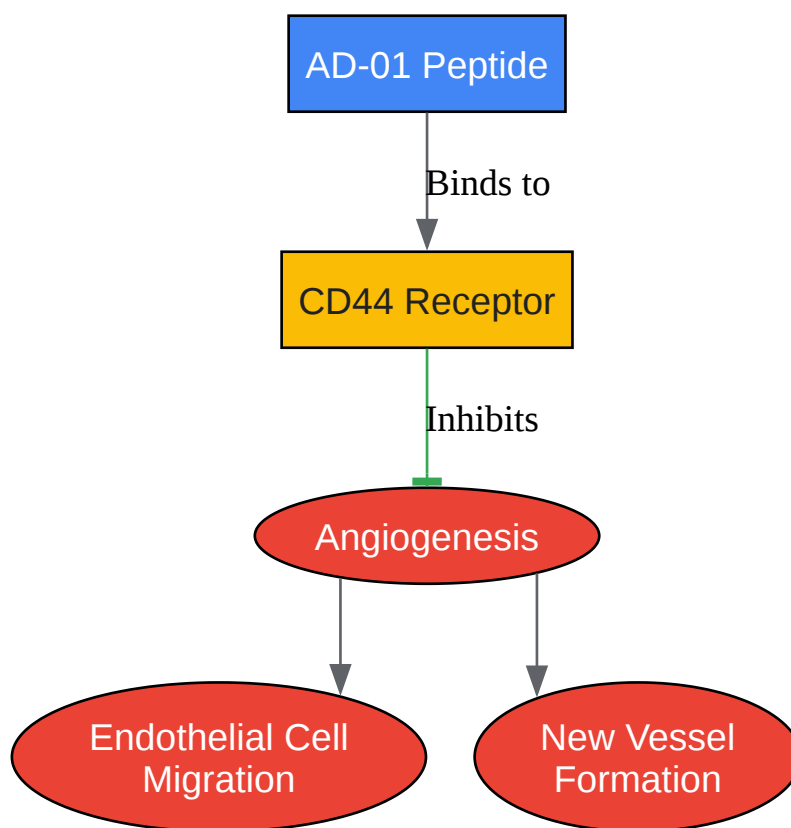 AD-01 Peptide
Binds to
CD44 Receptor
Inhibits
Angiogenesis
Endothelial Cell
Migration
New Vessel
Formation